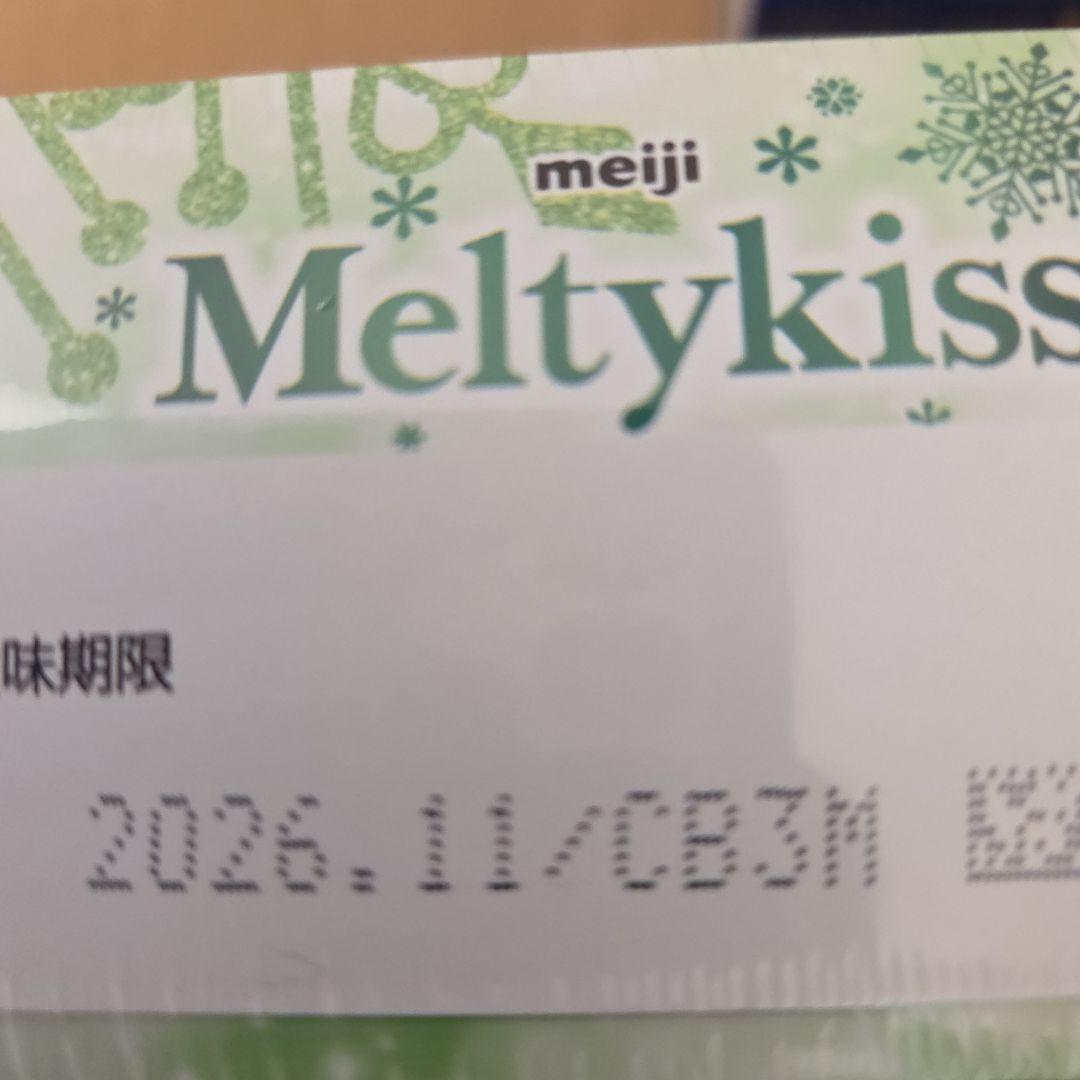 meiji
Meltykiss
味期限
2026.11/CB3M